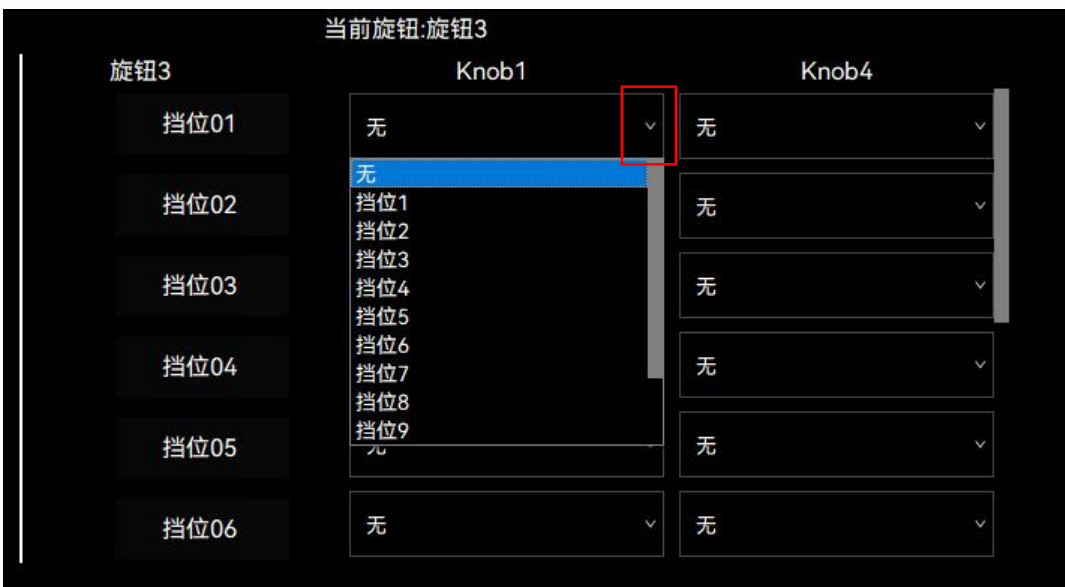 当前旋钮:旋钮3
旋钮3 Knob1 Knob4
挡位01 无 无
无
挡位1
挡位02 无
挡位2
挡位3
挡位03 挡位4 无
挡位5
挡位6
挡位04 挡位7 无
挡位8
挡位9
挡位05 无
挡位06 无 无